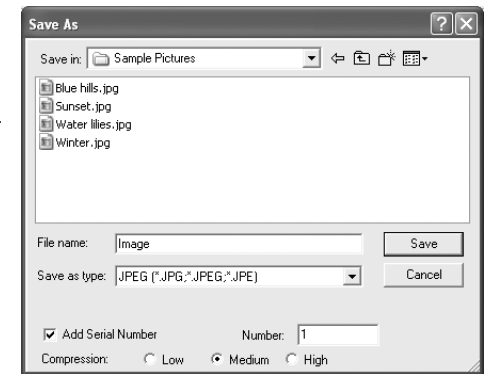 Save As
Save in: Sample Pictures
Blue hills.jpg
Sunset.jpg
Water lilies.jpg
Winter.jpg
File name: Image Save
Save as type: JPEG (*.JPG;*.JPEG;*.JPE) Cancel
Add Serial Number Number: 1
Compression: Low Medium High